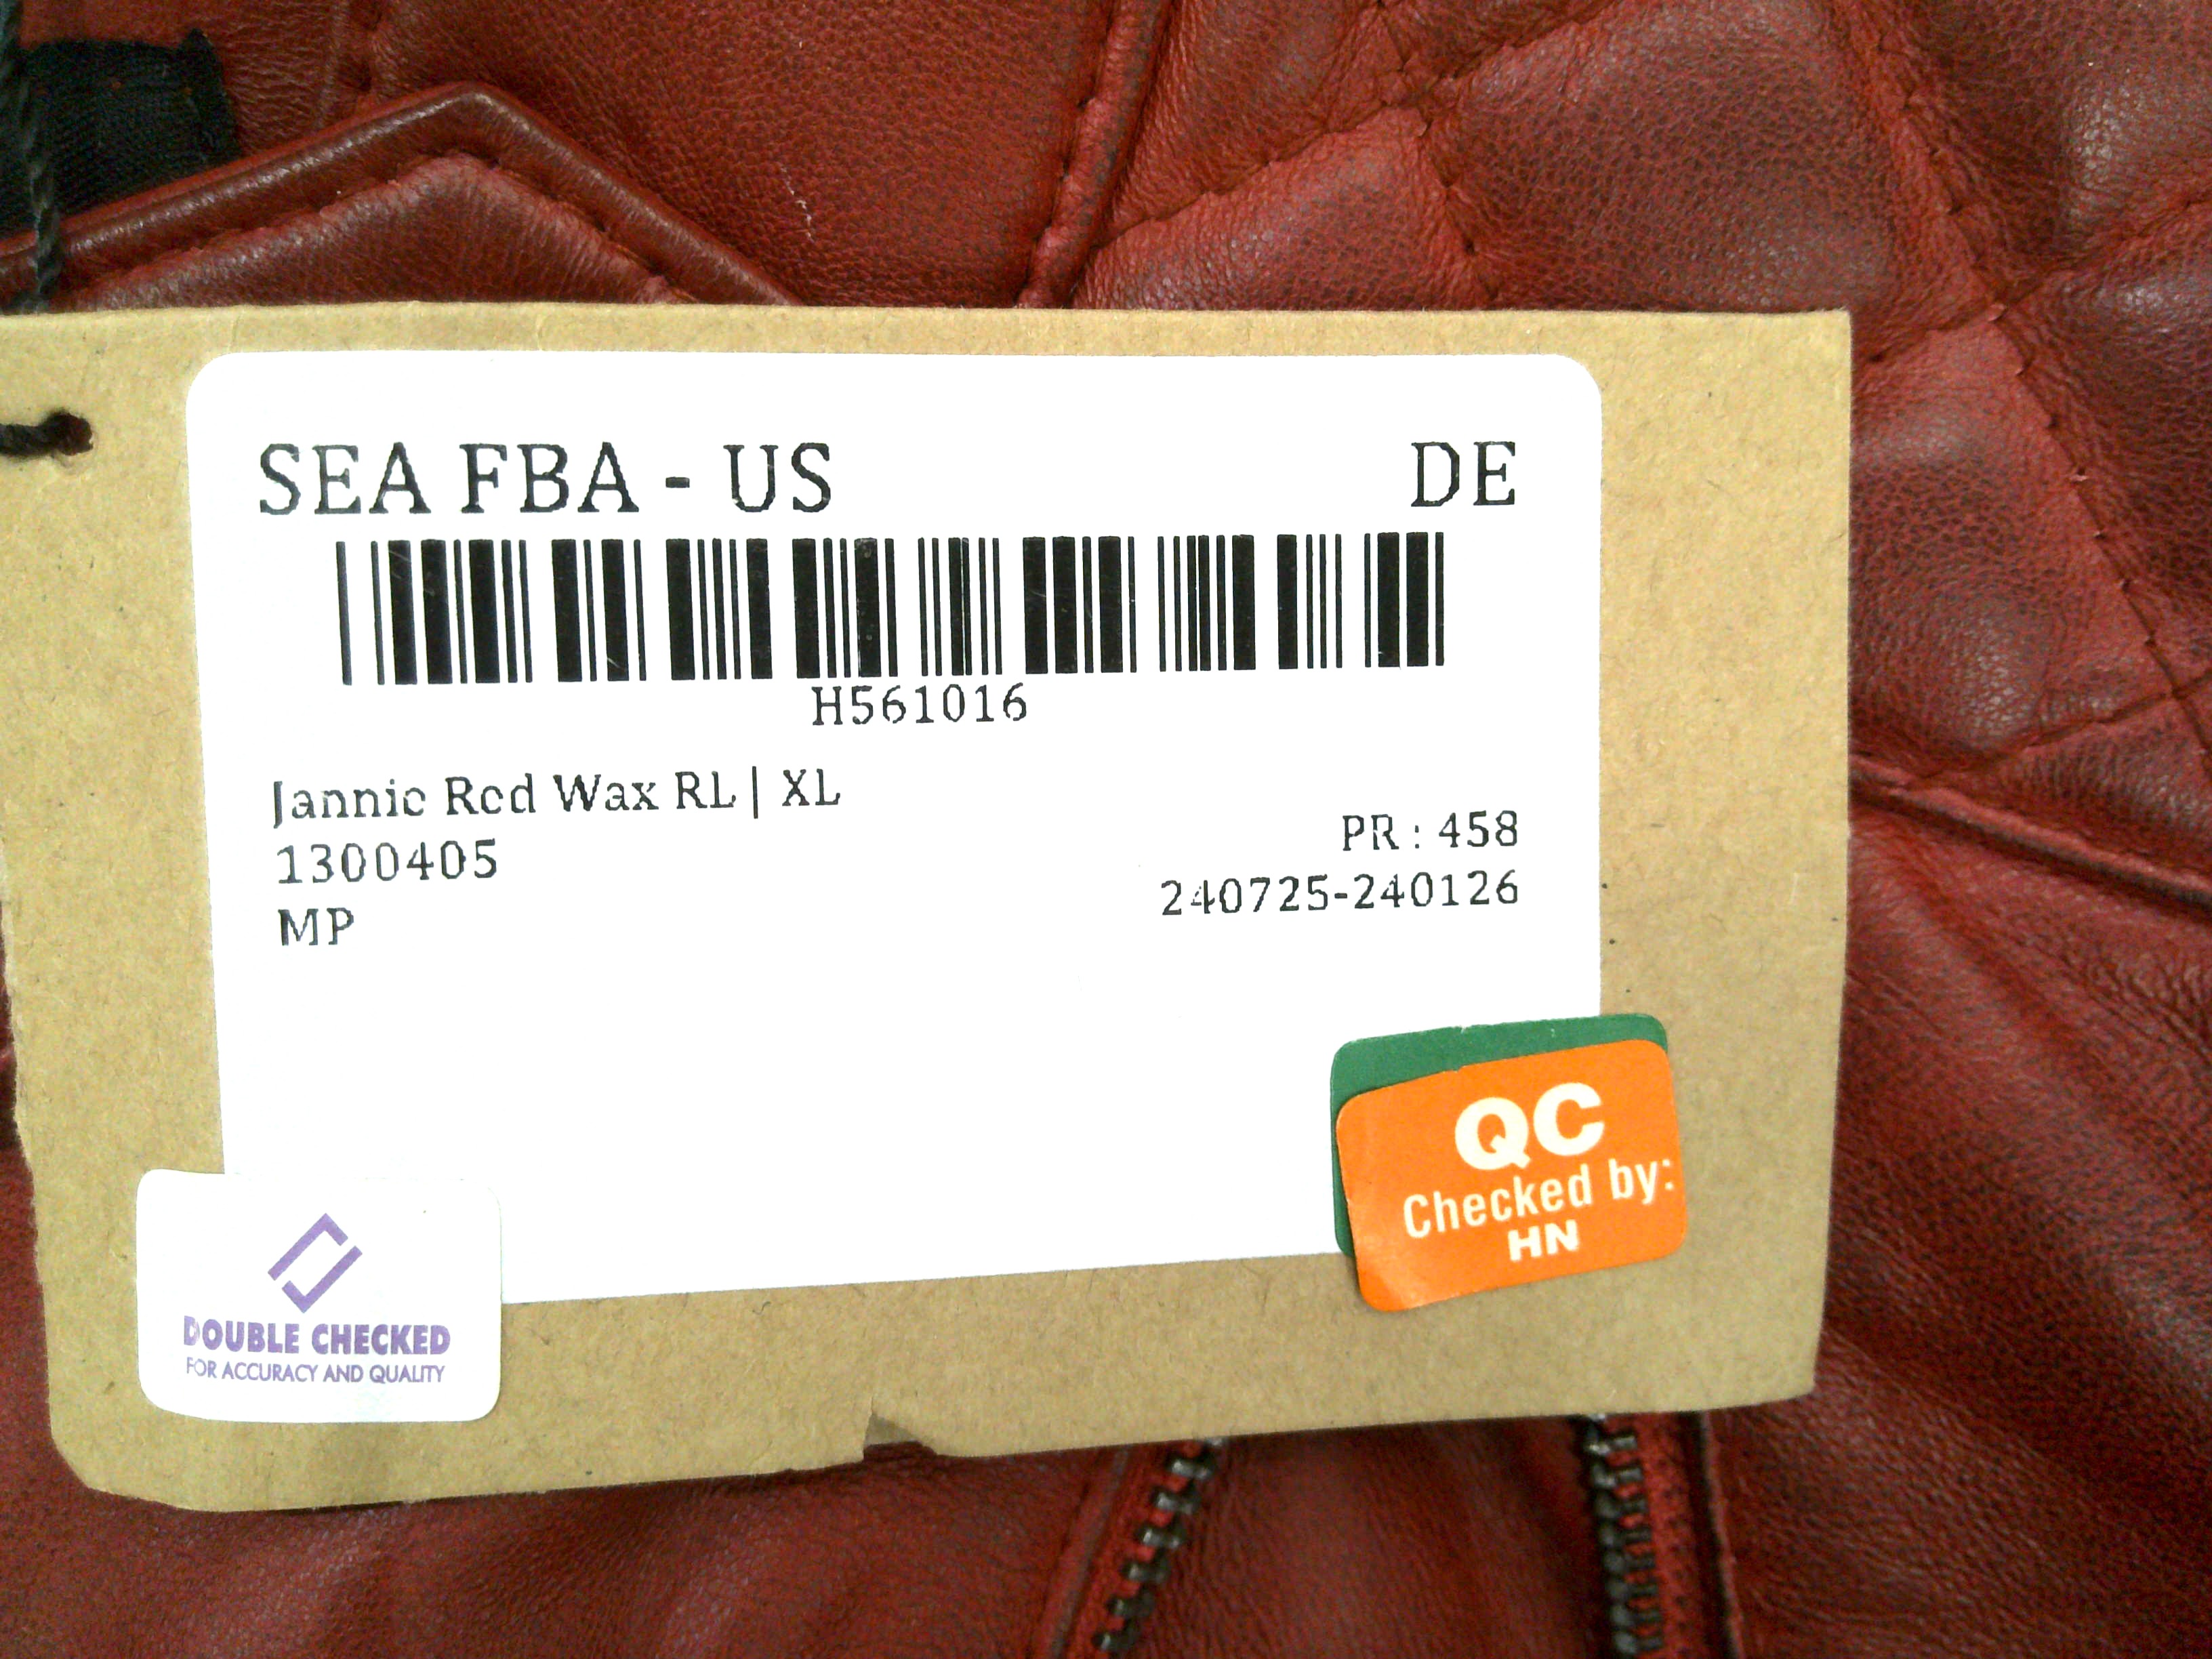 SEA FBA - US DE
H561016
Jannie Red Wax RL | XL
1300405
PR : 458
MP
240725-240126
QC
Checked by:
HN
DOUBLE CHECKED
FOR ACCURACY AND QUALITY